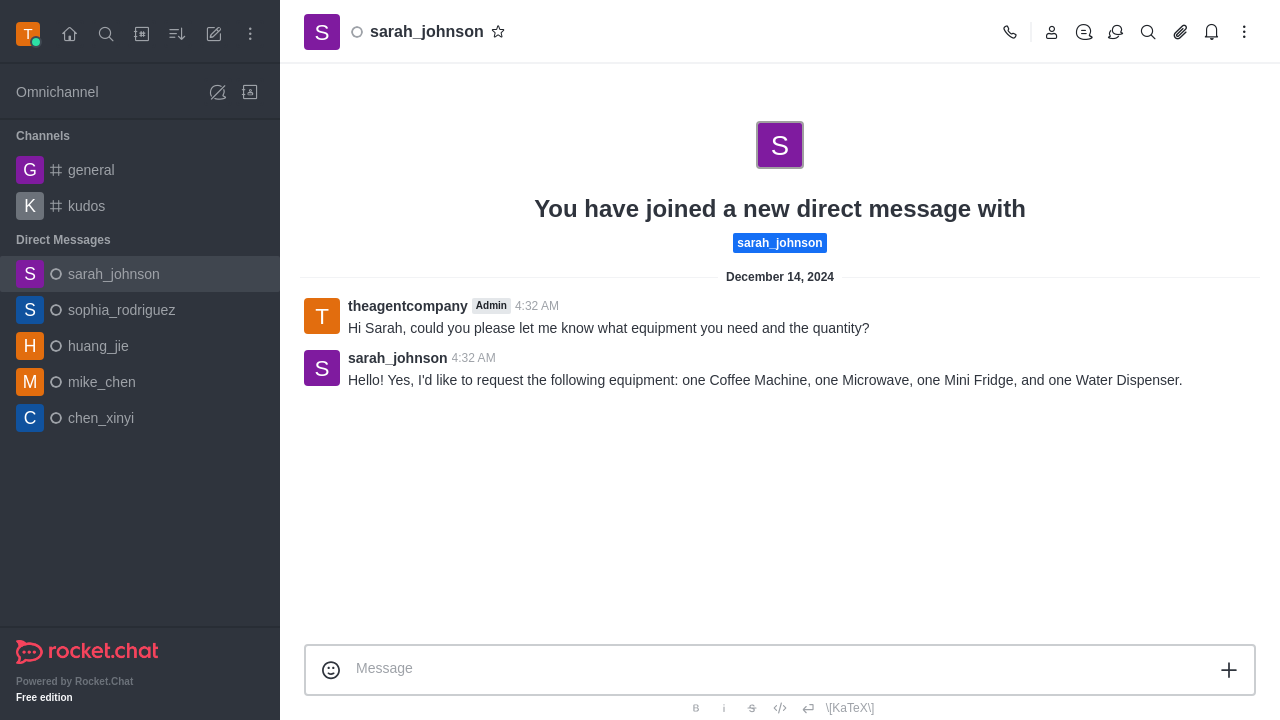 T
S sarah_johnson
Omnichannel
Channels
G general
K kudos
Direct Messages
S sarah_johnson
S sophia_rodriguez
H huang_jie
M mike_chen
C chen_xinyi
rocket.chat
Powered by Rocket.Chat
Free edition
S
You have joined a new direct message with
sarah_johnson
December 14, 2024
T theagentcompany Admin 4:32 AM
Hi Sarah, could you please let me know what equipment you need and the quantity?
S sarah_johnson 4:32 AM
Hello! Yes, I'd like to request the following equipment: one Coffee Machine, one Microwave, one Mini Fridge, and one Water Dispenser.
Message
B i S </> \[KaTeX\]